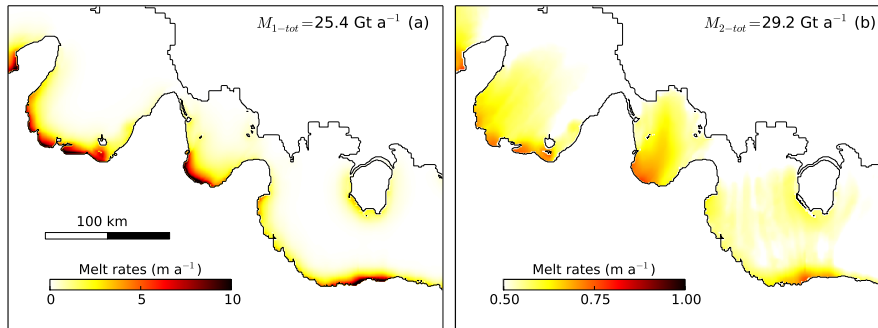 M1-tot=25.4 Gt a−1 (a)
100 km
Melt rates (m a−1)
0 5 10
M2-tot=29.2 Gt a−1 (b)
Melt rates (m a−1)
0.50 0.75 1.00